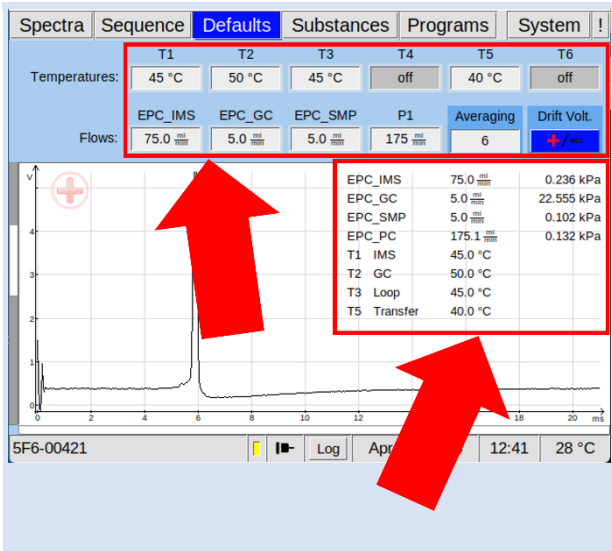 Spectra Sequence Defaults Substances Programs System !
T1 T2 T3 T4 T5 T6
Temperatures: 45 °C 50 °C 45 °C off 40 °C off
EPC_IMS EPC_GC EPC_SMP P1 Averaging Drift Volt.
Flows: 75.0 ml/min 5.0 ml/min 5.0 ml/min 175 ml/min 6 +/−
EPC_IMS 75.0 ml/min 0.236 kPa
EPC_GC 5.0 ml/min 22.555 kPa
EPC_SMP 5.0 ml/min 0.102 kPa
EPC_PC 175.1 ml/min 0.132 kPa
T1 IMS 45.0 °C
T2 GC 50.0 °C
T3 Loop 45.0 °C
T5 Transfer 40.0 °C
V
4
3
2
1
0
0 2 4 6 8 10 12 18 20 ms
5F6-00421 Log 12:41 28 °C